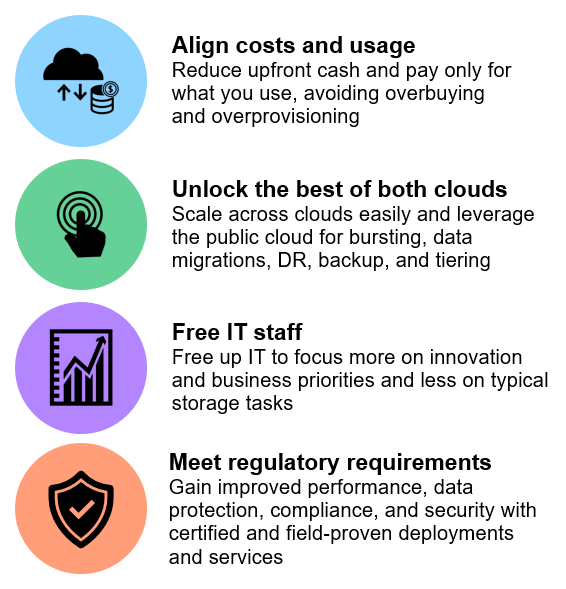 Align costs and usage
Reduce upfront cash and pay only for
what you use, avoiding overbuying
and overprovisioning
Unlock the best of both clouds
Scale across clouds easily and leverage
the public cloud for bursting, data
migrations, DR, backup, and tiering
Free IT staff
Free up IT to focus more on innovation
and business priorities and less on typical
storage tasks
Meet regulatory requirements
Gain improved performance, data
protection, compliance, and security with
certified and field-proven deployments
and services